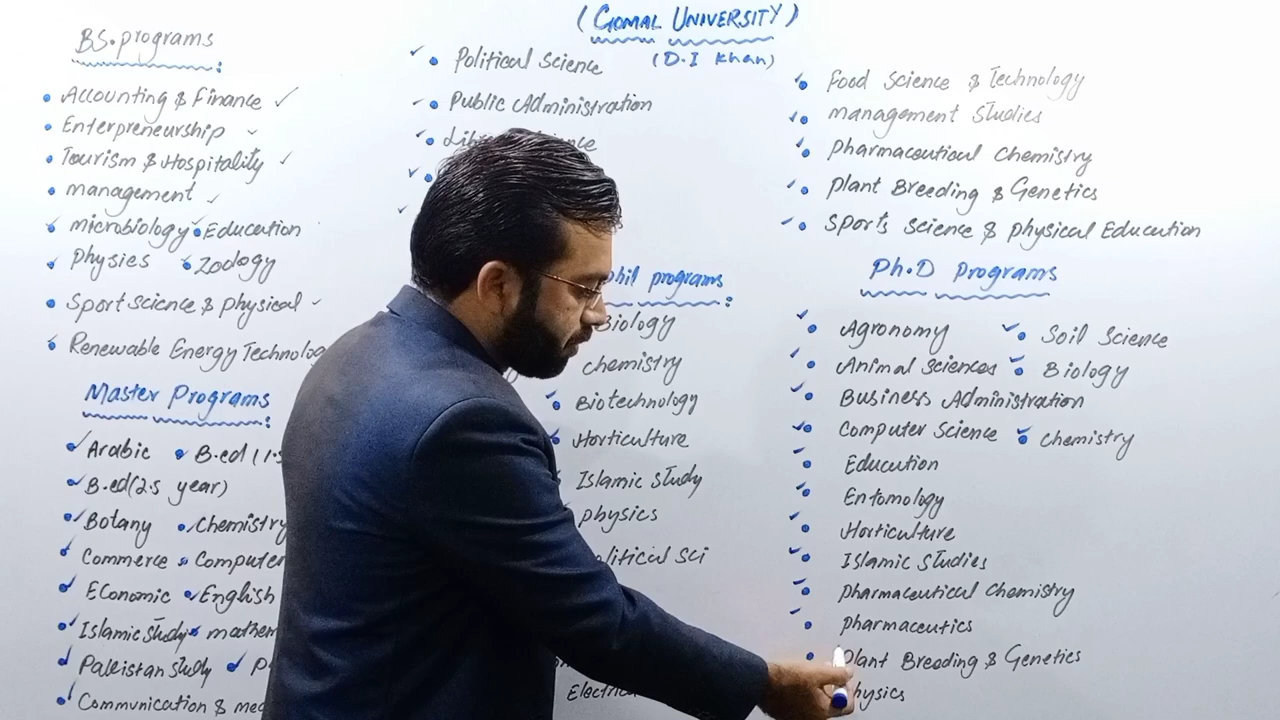 (GOMAL UNIVERSITY)
(D.I Khan)
BS.programs:
Accounting & Finance
Enterpreneurship
Tourism & Hospitality
management
microbiology • Education
Physics • Zoology
Sport science & physical
Renewable Energy
Master Programs:
Arabic • B.ed (1.5
B.ed (2.5 year)
Botany • Chemistry
Commerce • Computer
Economic • English
Islamic study •
Pakistan study
Communication &
Political Science
Public Administration
phil programs:
Biology
chemistry
Biotechnology
Horticulture
Islamic Study
physics
Sci
Food Science & Technology
management Studies
pharmaceutical Chemistry
Plant Breeding & Genetics
Sports Science & Physical Education
Ph.D Programs
Agronomy • Soil Science
Animal Sciences • Biology
Business Administration
Computer Science • Chemistry
Education
Entomology
Horticulture
Islamic Studies
pharmaceutical Chemistry
pharmaceutics
Plant Breeding & Genetics